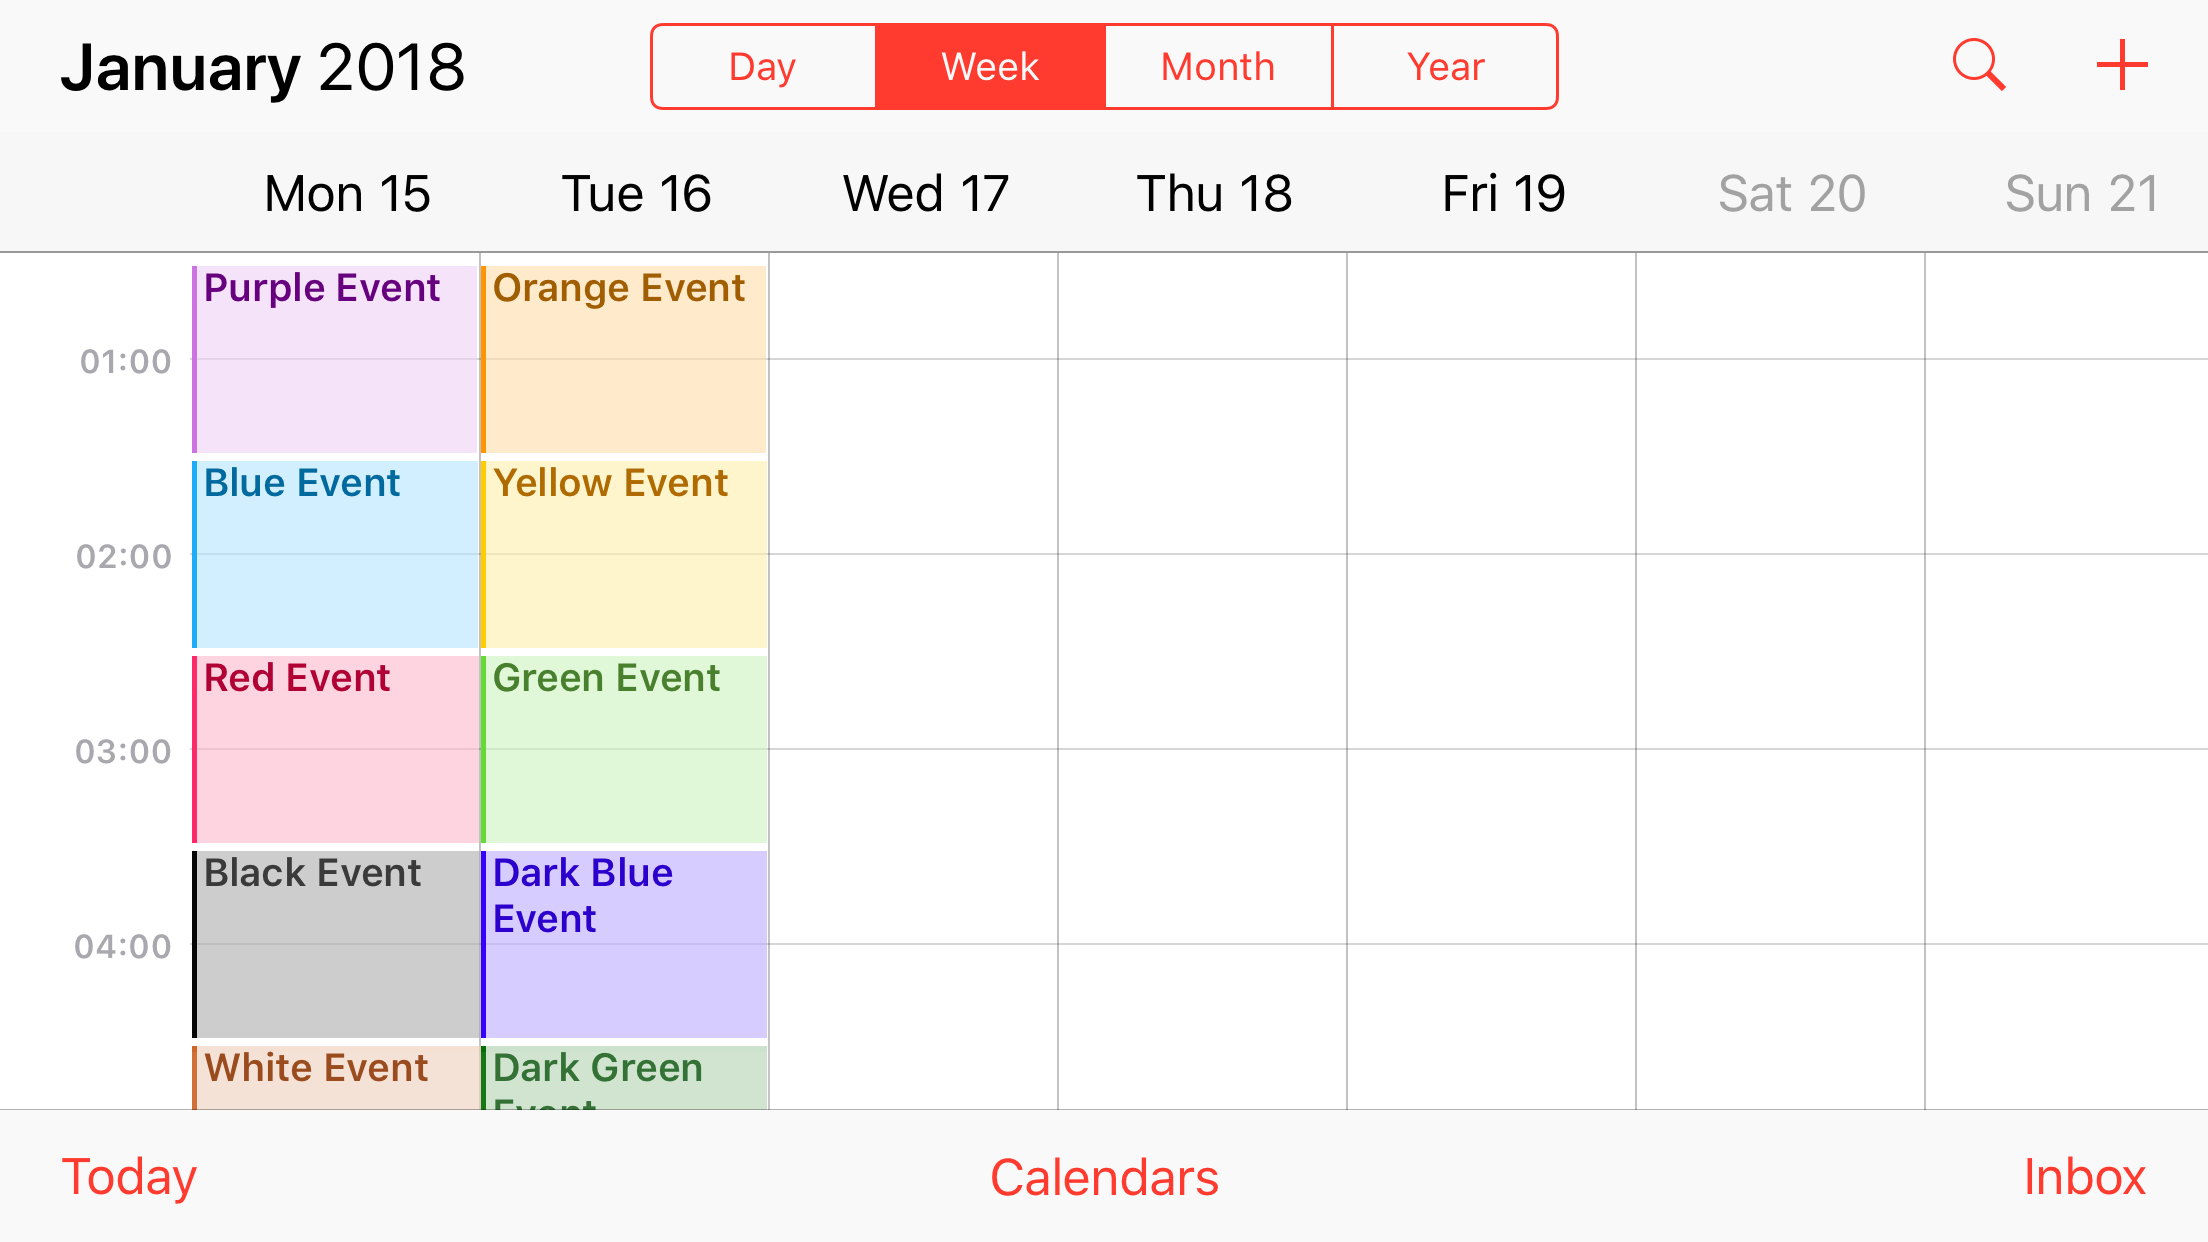 January 2018
Day Week Month Year
Mon 15 Tue 16 Wed 17 Thu 18 Fri 19 Sat 20 Sun 21
Purple Event Orange Event
01:00
Blue Event Yellow Event
02:00
Red Event Green Event
03:00
Black Event Dark Blue
Event
04:00
White Event Dark Green
Event
Today Calendars Inbox